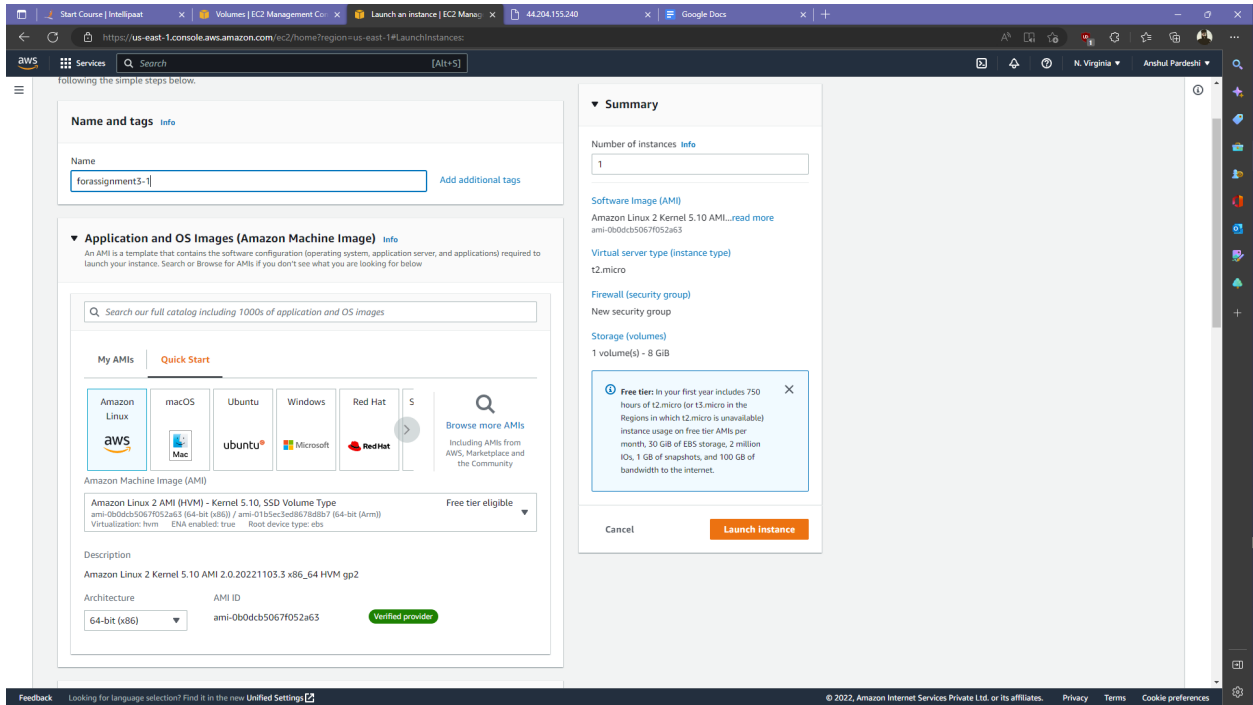 Start Course | Intellipaat
Volumes | EC2 Management Con
Launch an instance | EC2 Manag
44.204.155.240
Google Docs
https://us-east-1.console.aws.amazon.com/ec2/home?region=us-east-1#LaunchInstances:
aws
Services
Search
[Alt+S]
N. Virginia
Anshul Pardeshi
following the simple steps below.
Name and tags Info
Name
forassignment3-1
Add additional tags
Application and OS Images (Amazon Machine Image) Info
An AMI is a template that contains the software configuration (operating system, application server, and applications) required to
launch your instance. Search or Browse for AMIs if you don't see what you are looking for below
Search our full catalog including 1000s of application and OS images
My AMIs
Quick Start
Amazon
Linux
aws
macOS
Mac
Ubuntu
ubuntu
Windows
Microsoft
Red Hat
Red Hat
S
Browse more AMIs
Including AMIs from
AWS, Marketplace and
the Community
Amazon Machine Image (AMI)
Amazon Linux 2 AMI (HVM) - Kernel 5.10, SSD Volume Type
Free tier eligible
ami-0b0dcb5067f052a63 (64-bit (x86)) / ami-01b5ec3ed8678d8b7 (64-bit (Arm))
Virtualization: hvm ENA enabled: true Root device type: ebs
Description
Amazon Linux 2 Kernel 5.10 AMI 2.0.20221103.3 x86_64 HVM gp2
Architecture
AMI ID
64-bit (x86)
ami-0b0dcb5067f052a63
Verified provider
Summary
Number of instances Info
1
Software Image (AMI)
Amazon Linux 2 Kernel 5.10 AMI...read more
ami-0b0dcb5067f052a63
Virtual server type (instance type)
t2.micro
Firewall (security group)
New security group
Storage (volumes)
1 volume(s) - 8 GiB
Free tier: In your first year includes 750
hours of t2.micro (or t3.micro in the
Regions in which t2.micro is unavailable)
instance usage on free tier AMIs per
month, 30 GiB of EBS storage, 2 million
IOs, 1 GB of snapshots, and 100 GB of
bandwidth to the internet.
Cancel
Launch instance
Feedback
Looking for language selection? Find it in the new Unified Settings
© 2022, Amazon Internet Services Private Ltd. or its affiliates.
Privacy
Terms
Cookie preferences